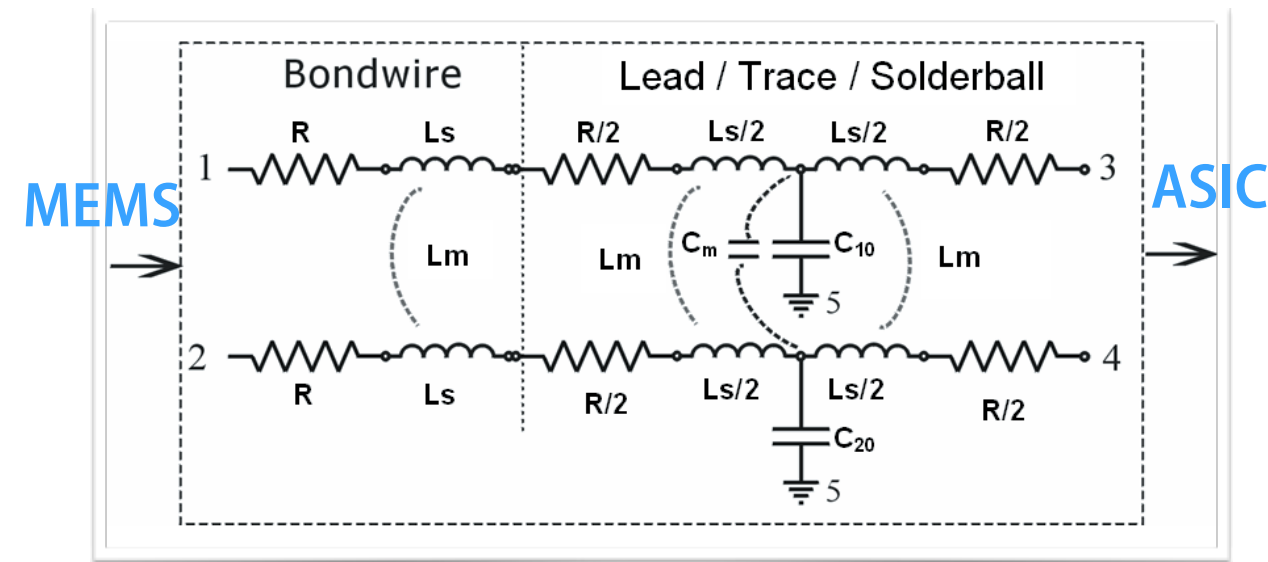 Bondwire
Lead / Trace / Solderball
R Ls R/2 Ls/2 Ls/2 R/2
1 3
MEMS ASIC
Lm Lm Cm C10 Lm
5
2 4
R Ls R/2 Ls/2 Ls/2 R/2
C20
5